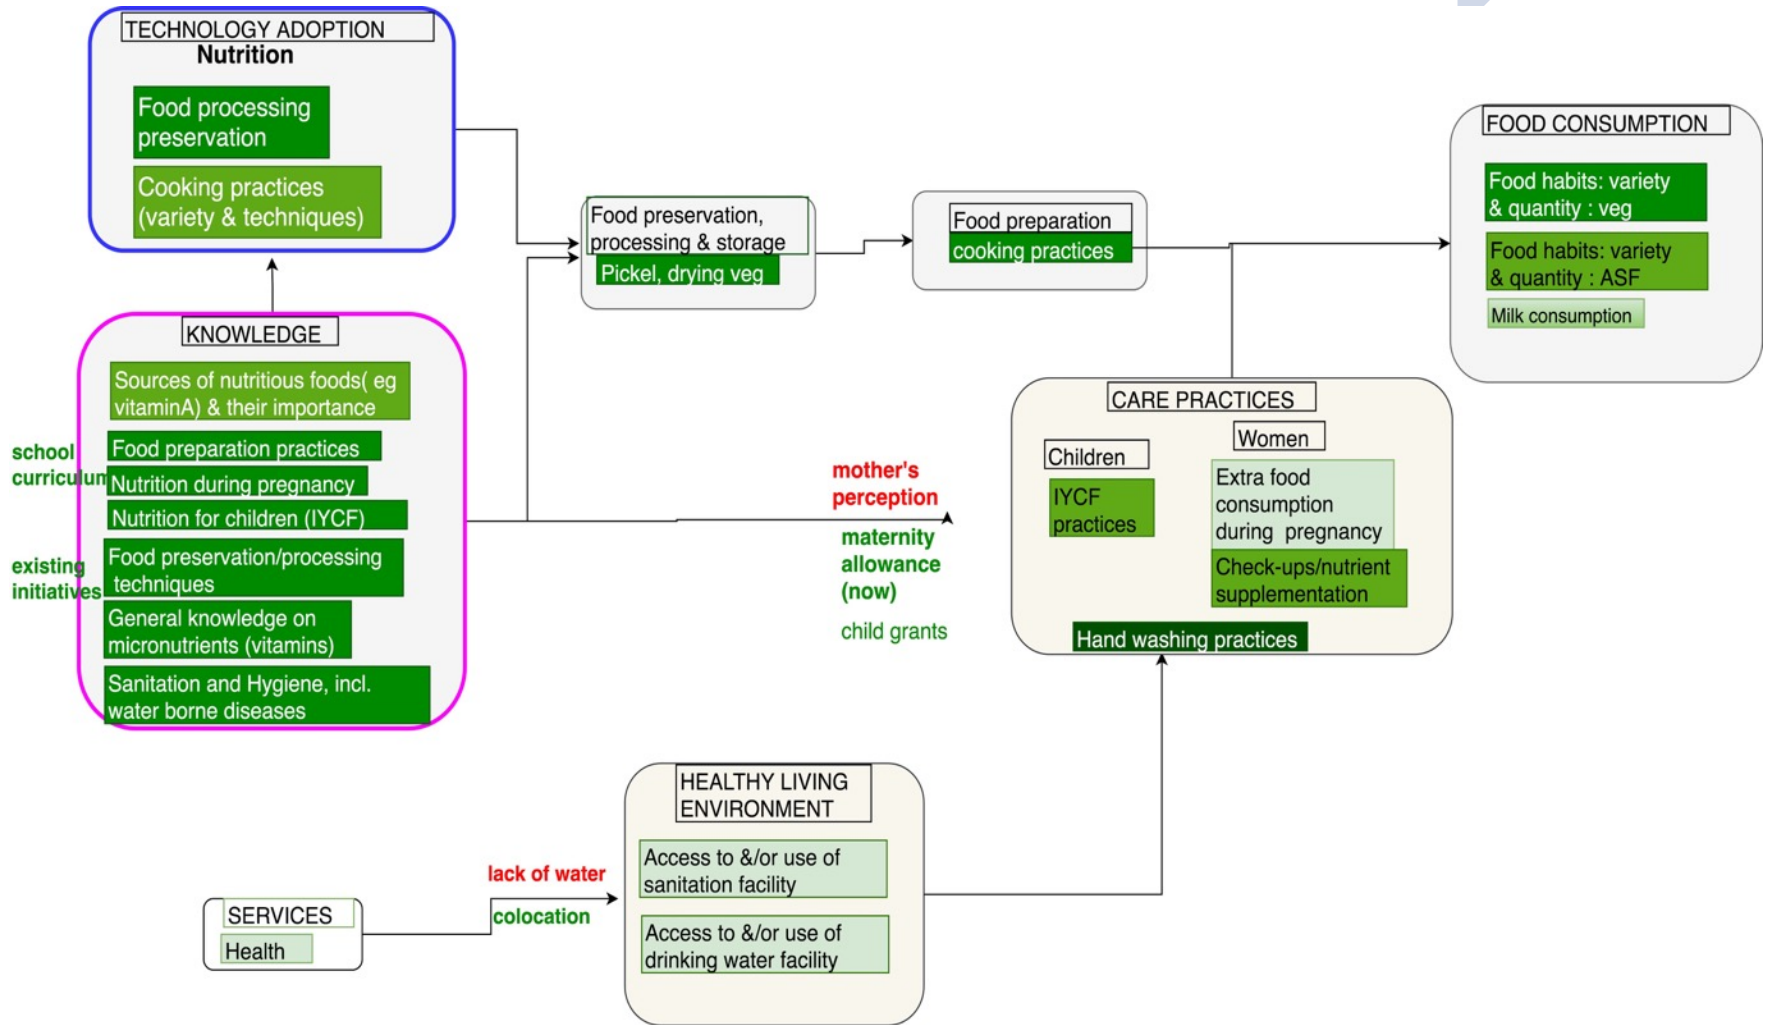 TECHNOLOGY ADOPTION
Nutrition
Food processing
preservation
Cooking practices
(variety & techniques)
KNOWLEDGE
Sources of nutritious foods( eg
vitaminA) & their importance
Food preparation practices
Nutrition during pregnancy
Nutrition for children (IYCF)
Food preservation/processing
techniques
General knowledge on
micronutrients (vitamins)
Sanitation and Hygiene, incl.
water borne diseases
school
curriculum
existing
initiatives
Food preservation,
processing & storage
Pickel, drying veg
Food preparation
cooking practices
FOOD CONSUMPTION
Food habits: variety
& quantity : veg
Food habits: variety
& quantity : ASF
Milk consumption
mother's
perception
maternity
allowance
(now)
child grants
CARE PRACTICES
Children
IYCF
practices
Women
Extra food
consumption
during pregnancy
Check-ups/nutrient
supplementation
Hand washing practices
SERVICES
Health
lack of water
colocation
HEALTHY LIVING
ENVIRONMENT
Access to &/or use of
sanitation facility
Access to &/or use of
drinking water facility